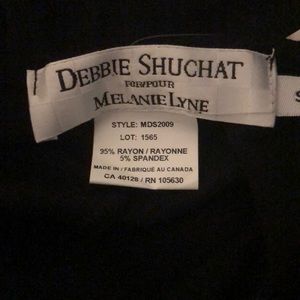 DEBBIE SHUCHAT
FOR/POUR
MELANIE LYNE
S
STYLE: MDS2009
LOT: 1565
95% RAYON / RAYONNE
5% SPANDEX
MADE IN / FABRIQUÉ AU CANADA
CA 40128 / RN 105630